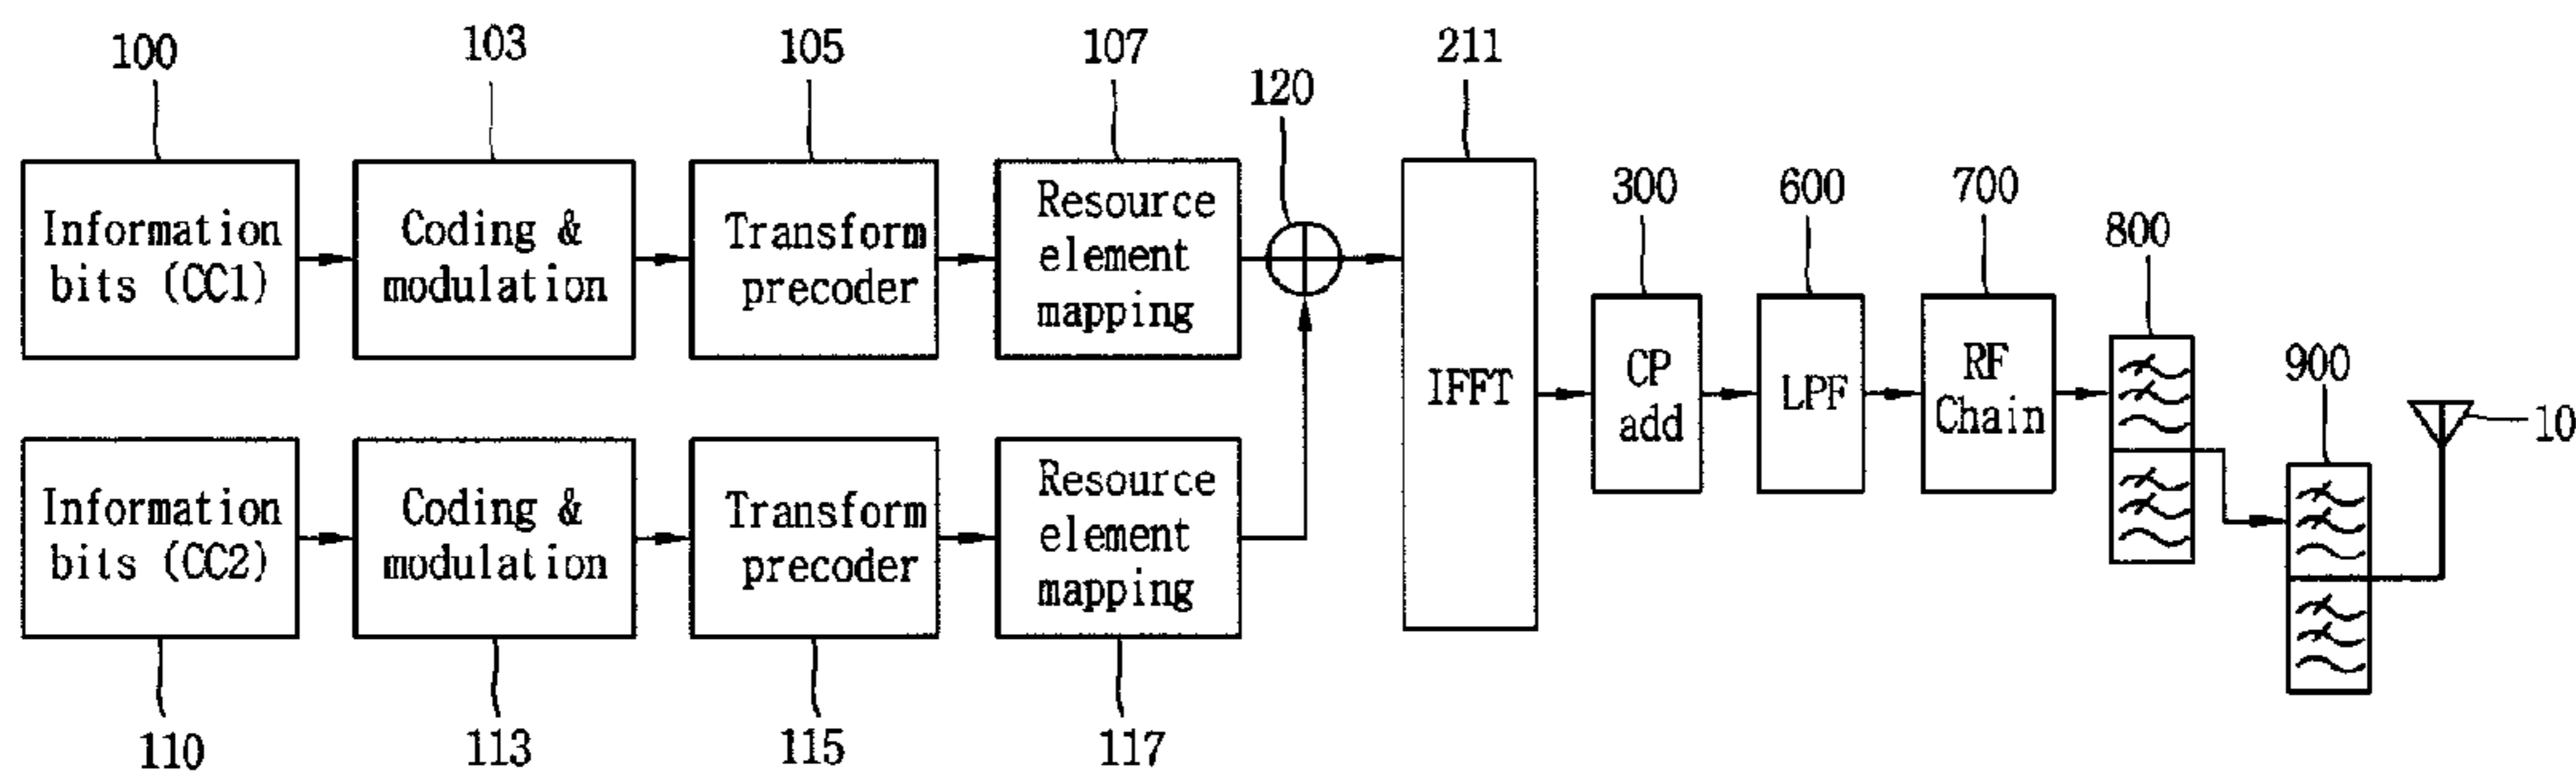 100
103
105
107
120
211
300
600
700
800
900
10
Information
bits (CC1)
Coding &
modulation
Transform
precoder
Resource
element
mapping
IFFT
CP
add
LPF
RF
Chain
Information
bits (CC2)
Coding &
modulation
Transform
precoder
Resource
element
mapping
110
113
115
117